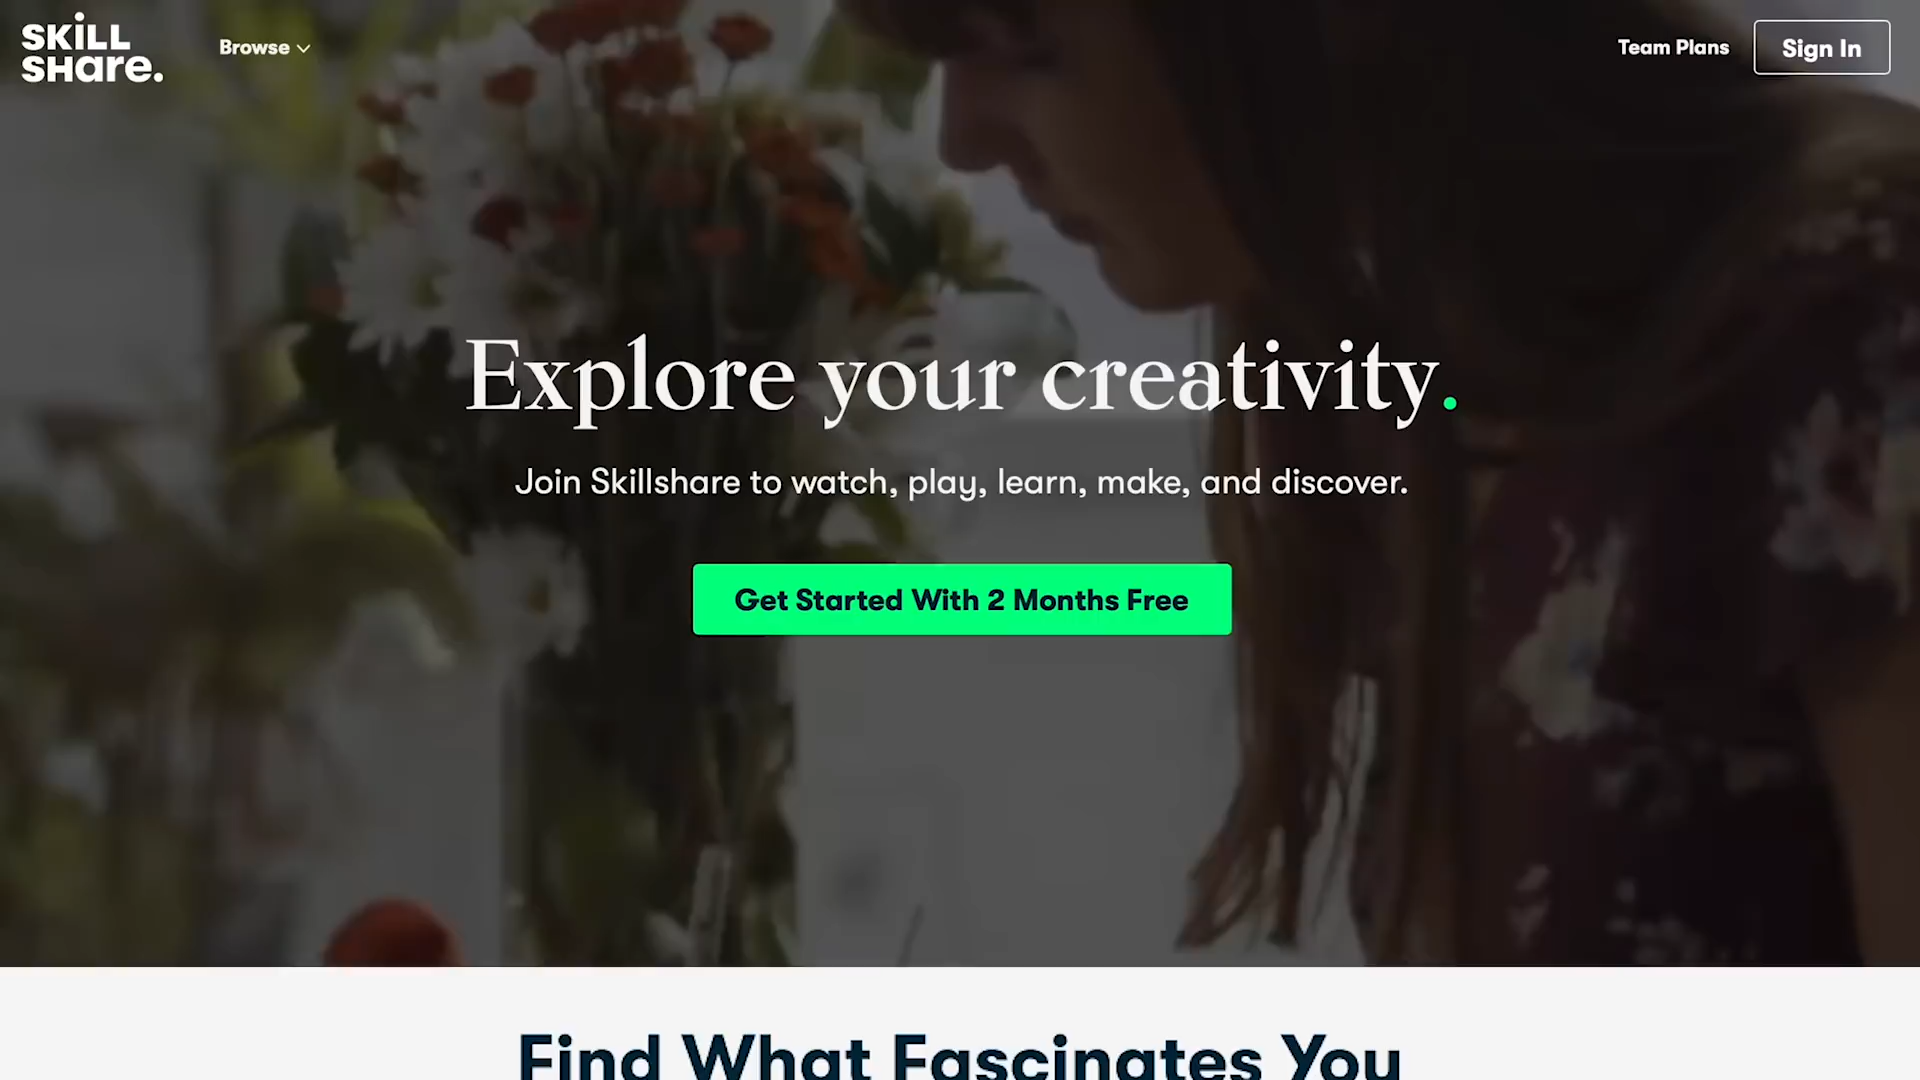 SKiLL
SHare.
Browse
Team Plans
Sign In
Explore your creativity.
Join Skillshare to watch, play, learn, make, and discover.
Get Started With 2 Months Free
Find What Fascinates You